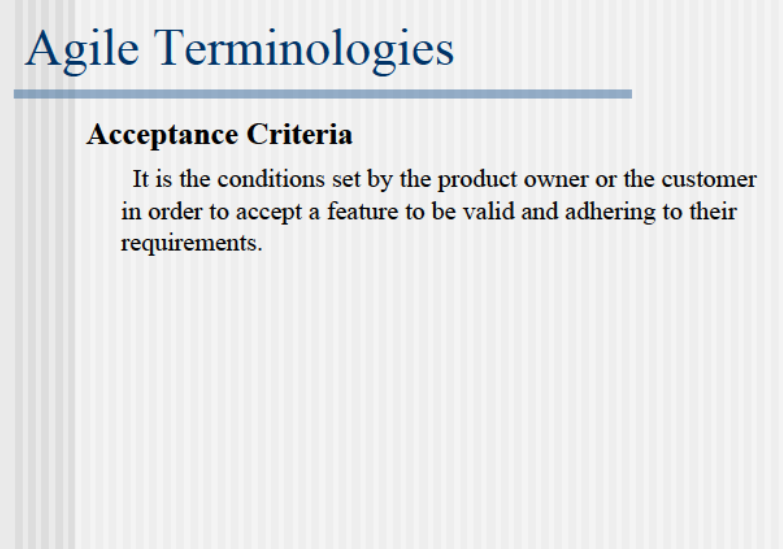 Agile Terminologies
Acceptance Criteria
It is the conditions set by the product owner or the customer
in order to accept a feature to be valid and adhering to their
requirements.